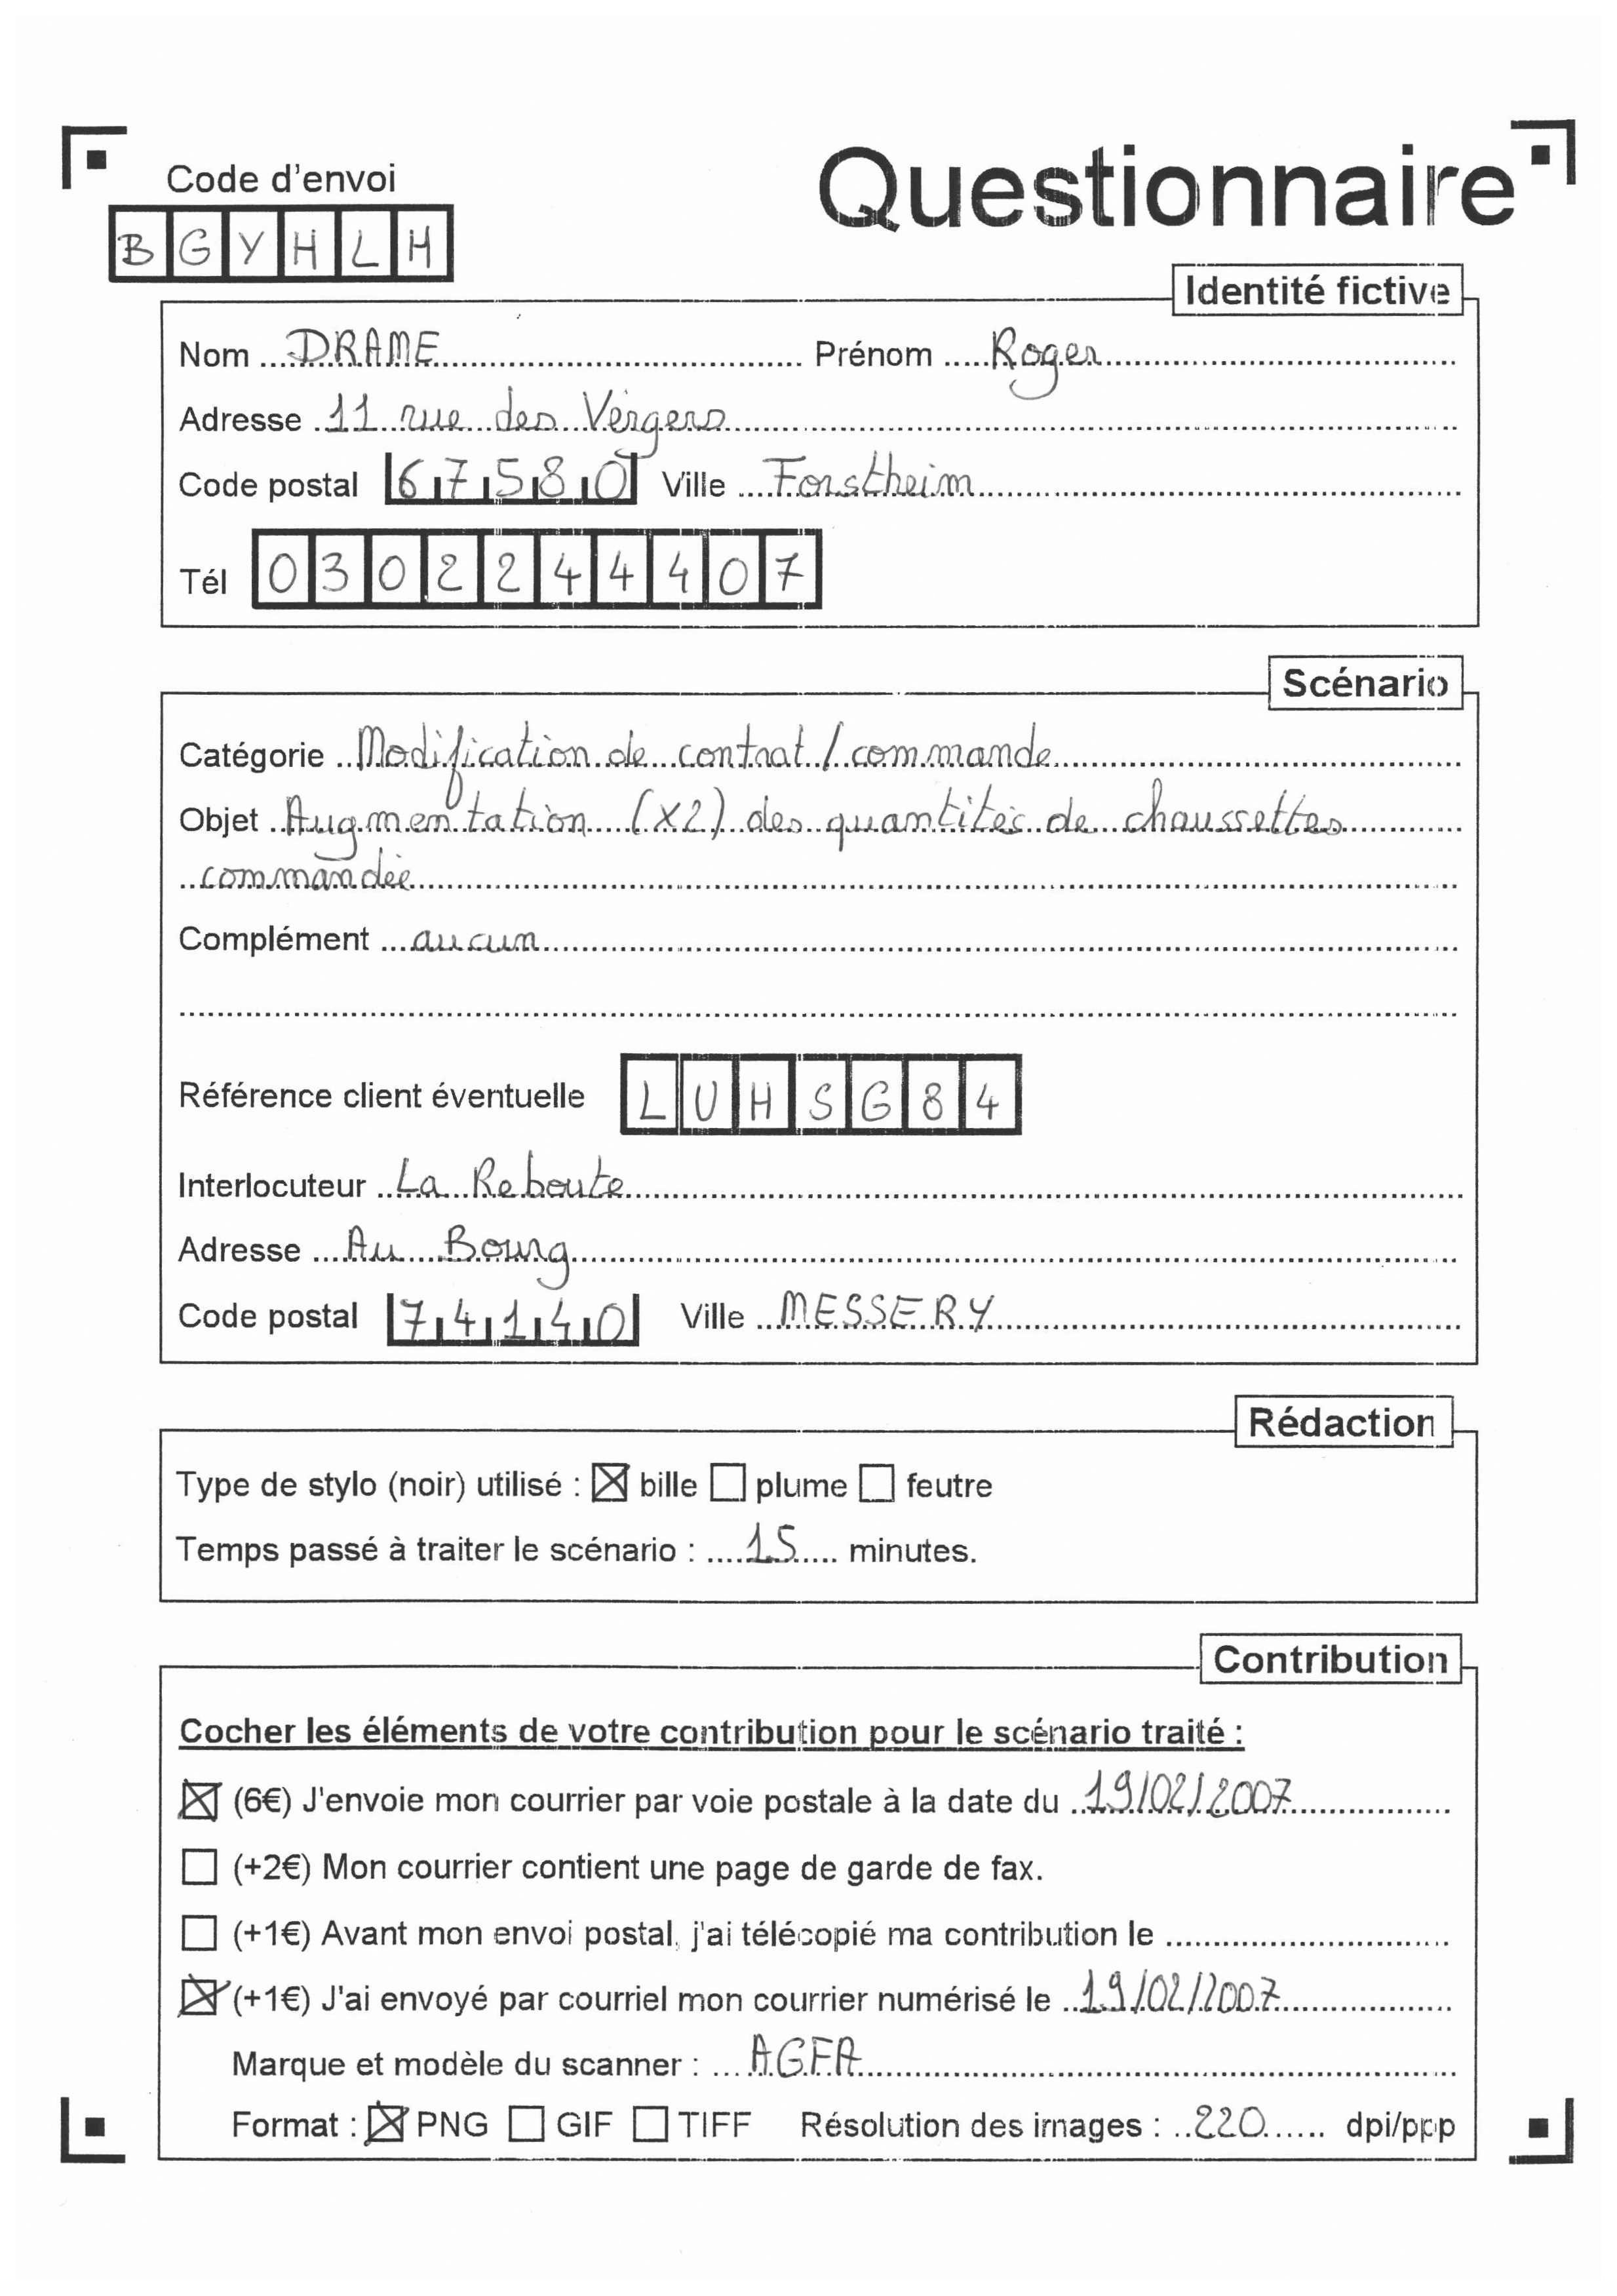 Code d'envoi
Questionnaire
BGYHLH
Identité fictive
Nom DRAME Prénom Roger
Adresse 11 rue des Vergers
Code postal 67580 Ville Forstheim
Tél 0302244407
Scénario
Catégorie Modification de contrat / commande
Objet Augmentation (x2) des quantités de chaussettes
commandée
Complément aucun
Référence client éventuelle LUHSG84
Interlocuteur La Reboute
Adresse Au Bourg
Code postal 74140 Ville MESSERY
Rédaction
Type de stylo (noir) utilisé : ☒ bille ☐ plume ☐ feutre
Temps passé à traiter le scénario : 15 minutes.
Contribution
Cocher les éléments de votre contribution pour le scénario traité :
☒ (6€) J'envoie mon courrier par voie postale à la date du 19/02/2007
☐ (+2€) Mon courrier contient une page de garde de fax.
☐ (+1€) Avant mon envoi postal, j'ai télécopié ma contribution le
☒ (+1€) J'ai envoyé par courriel mon courrier numérisé le 19/02/2007
Marque et modèle du scanner : AGFA
Format : ☒ PNG ☐ GIF ☐ TIFF Résolution des images : 220 dpi/ppp